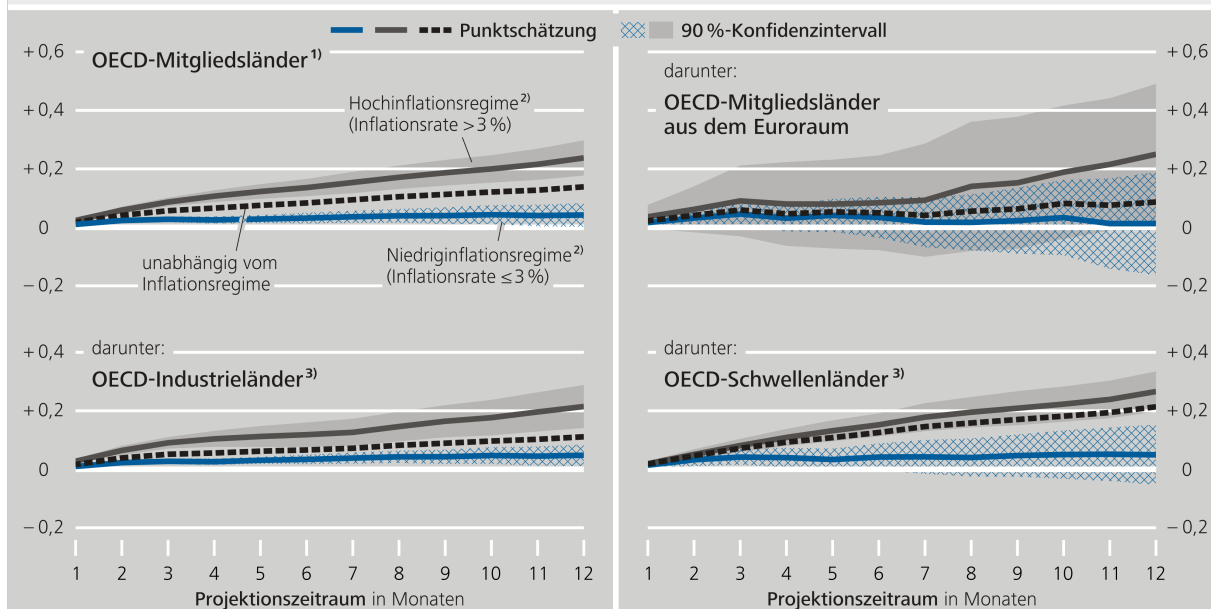 Punktschätzung
90 %-Konfidenzintervall
+ 0,6
+ 0,4
+ 0,2
0
– 0,2
OECD-Mitgliedsländer 1)
Hochinflationsregime 2)
(Inflationsrate > 3 %)
unabhängig vom
Inflationsregime
Niedriginflationsregime 2)
(Inflationsrate ≤ 3 %)
darunter:
OECD-Mitgliedsländer
aus dem Euroraum
+ 0,6
+ 0,4
+ 0,2
0
– 0,2
+ 0,4
+ 0,2
0
– 0,2
darunter:
OECD-Industrieländer 3)
1 2 3 4 5 6 7 8 9 10 11 12
Projektionszeitraum in Monaten
darunter:
OECD-Schwellenländer 3)
+ 0,4
+ 0,2
0
– 0,2
1 2 3 4 5 6 7 8 9 10 11 12
Projektionszeitraum in Monaten